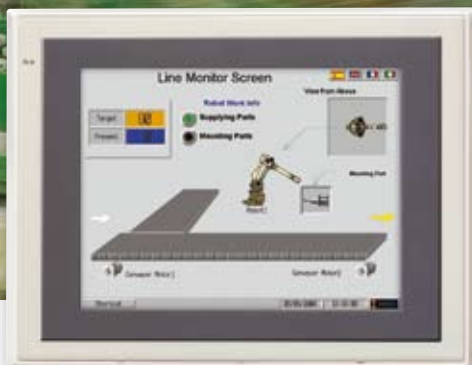 Line Monitor Screen
View From Above
Robot Work Info
Target
Supplying Parts
Present
Mounting Parts
Mounting Part
Robot1
Conveyor Motor1
Conveyor Motor2